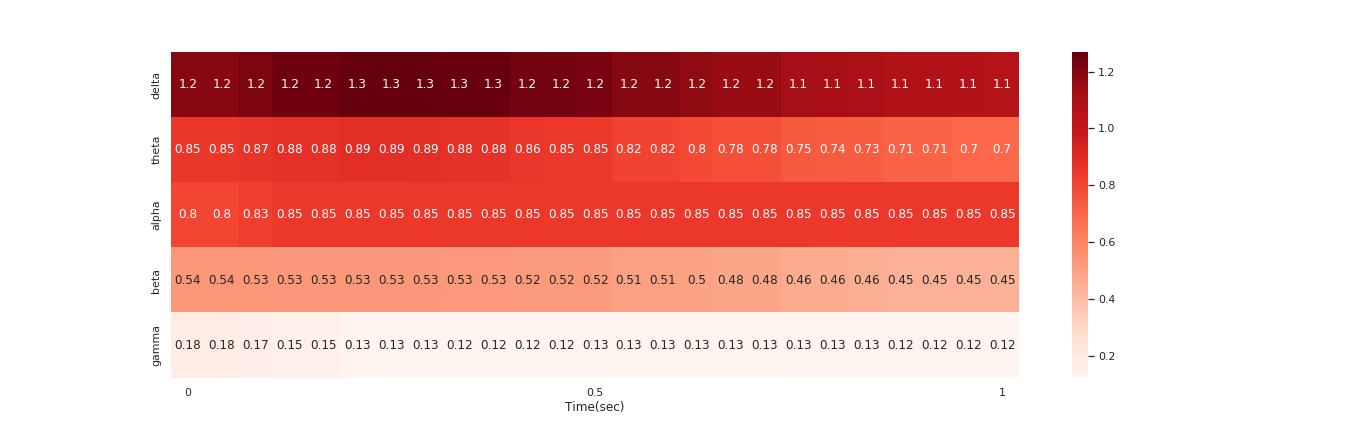 delta 1.2 1.2 1.2 1.2 1.2 1.3 1.3 1.3 1.3 1.3 1.2 1.2 1.2 1.2 1.2 1.2 1.2 1.2 1.1 1.1 1.1 1.1 1.1 1.1 1.1 1.2
theta 0.85 0.85 0.87 0.88 0.88 0.89 0.89 0.89 0.88 0.88 0.86 0.85 0.85 0.82 0.82 0.8 0.78 0.78 0.75 0.74 0.73 0.71 0.71 0.7 0.7 1.0
alpha 0.8 0.8 0.83 0.85 0.85 0.85 0.85 0.85 0.85 0.85 0.85 0.85 0.85 0.85 0.85 0.85 0.85 0.85 0.85 0.85 0.85 0.85 0.85 0.85 0.85 0.8
0.6
beta 0.54 0.54 0.53 0.53 0.53 0.53 0.53 0.53 0.53 0.53 0.52 0.52 0.52 0.51 0.51 0.5 0.48 0.48 0.46 0.46 0.46 0.45 0.45 0.45 0.45 0.4
gamma 0.18 0.18 0.17 0.15 0.15 0.13 0.13 0.13 0.12 0.12 0.12 0.12 0.13 0.13 0.13 0.13 0.13 0.13 0.13 0.13 0.13 0.12 0.12 0.12 0.12 0.2
0 0.5 1
Time(sec)